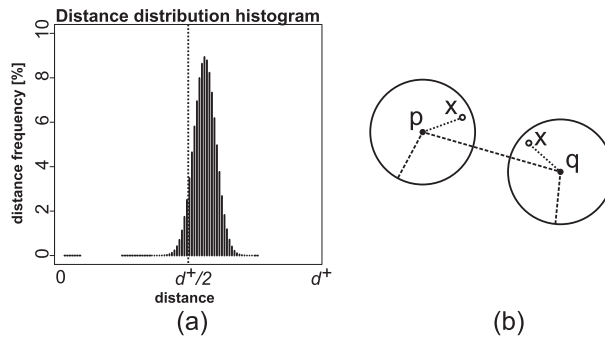 Distance distribution histogram
distance frequency [%]
10
8
6
4
2
0
0
d+/2
d+
distance
(a)
p
x
x
q
(b)